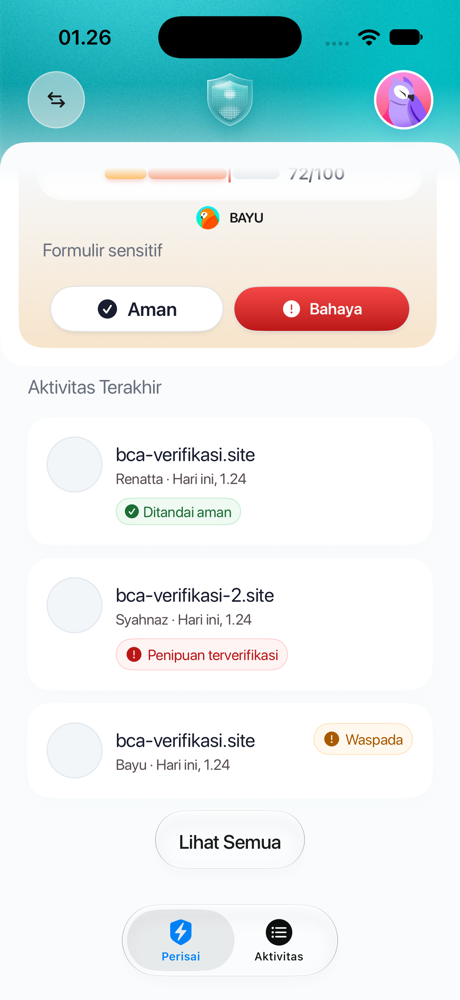 01.26
72/100
BAYU
Formulir sensitif
Aman
Bahaya
Aktivitas Terakhir
bca-verifikasi.site
Renatta · Hari ini, 1.24
Ditandai aman
bca-verifikasi-2.site
Syahnaz · Hari ini, 1.24
Penipuan terverifikasi
bca-verifikasi.site
Waspada
Bayu · Hari ini, 1.24
Lihat Semua
Perisai
Aktivitas